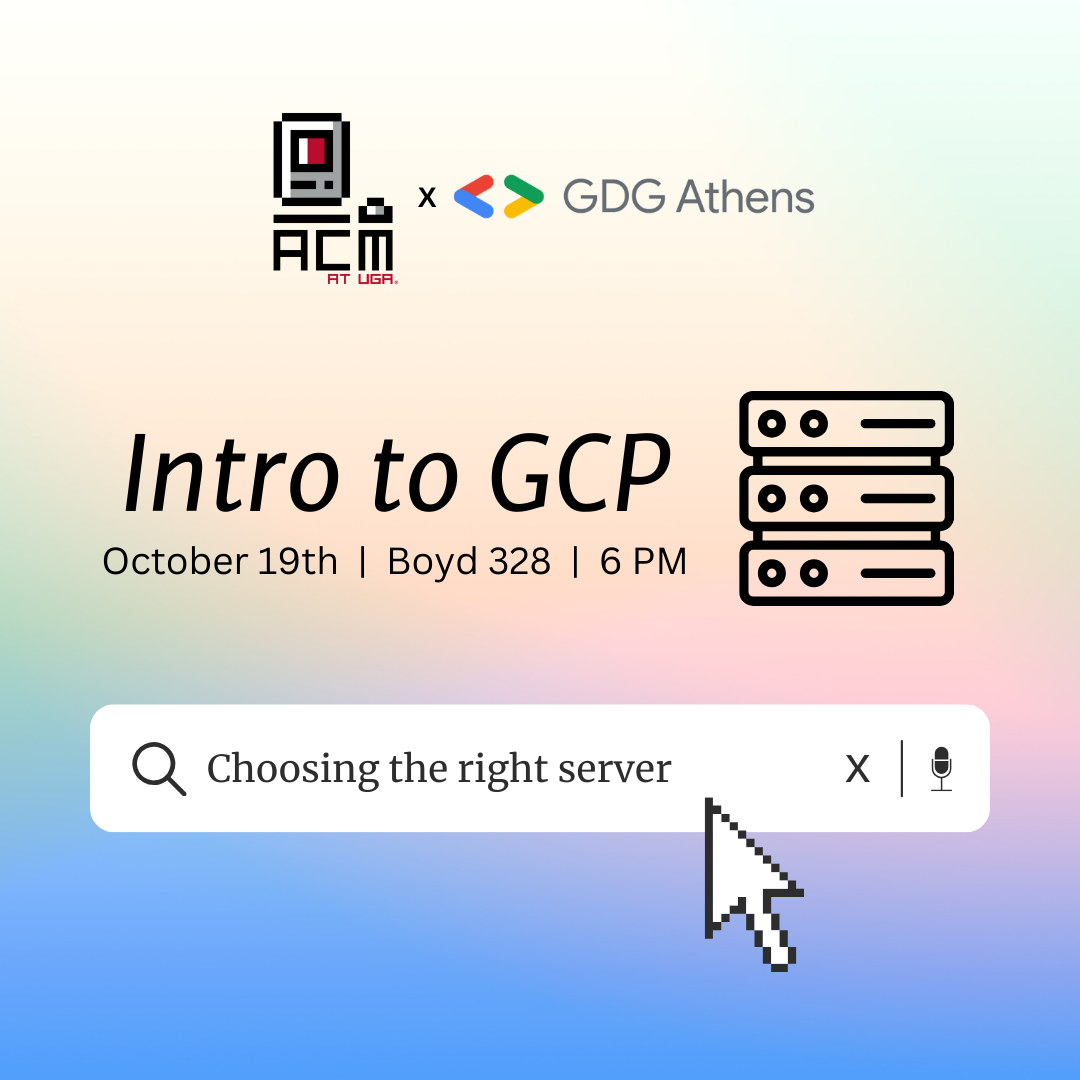 ACM
AT UGA
x
GDG Athens
Intro to GCP
October 19th | Boyd 328 | 6 PM
Choosing the right server
X